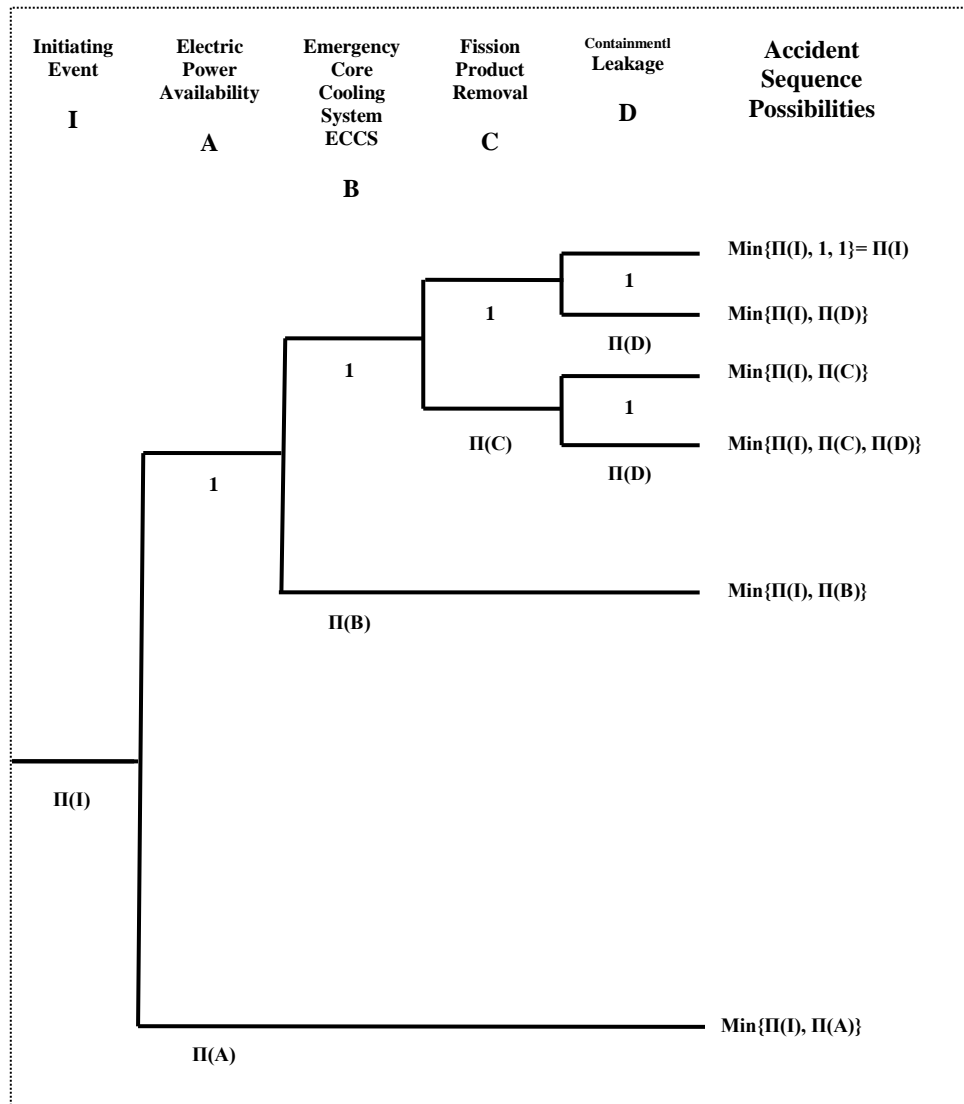 Initiating
Event
I
Electric
Power
Availability
A
Emergency
Core
Cooling
System
ECCS
B
Fission
Product
Removal
C
Containmentl
Leakage
D
Accident
Sequence
Possibilities
Min{Π(I), 1, 1}= Π(I)
1
1
Min{Π(I), Π(D)}
Π(D)
1
Min{Π(I), Π(C)}
1
Π(C)
Min{Π(I), Π(C), Π(D)}
Π(D)
1
Min{Π(I), Π(B)}
Π(B)
Π(I)
Min{Π(I), Π(A)}
Π(A)